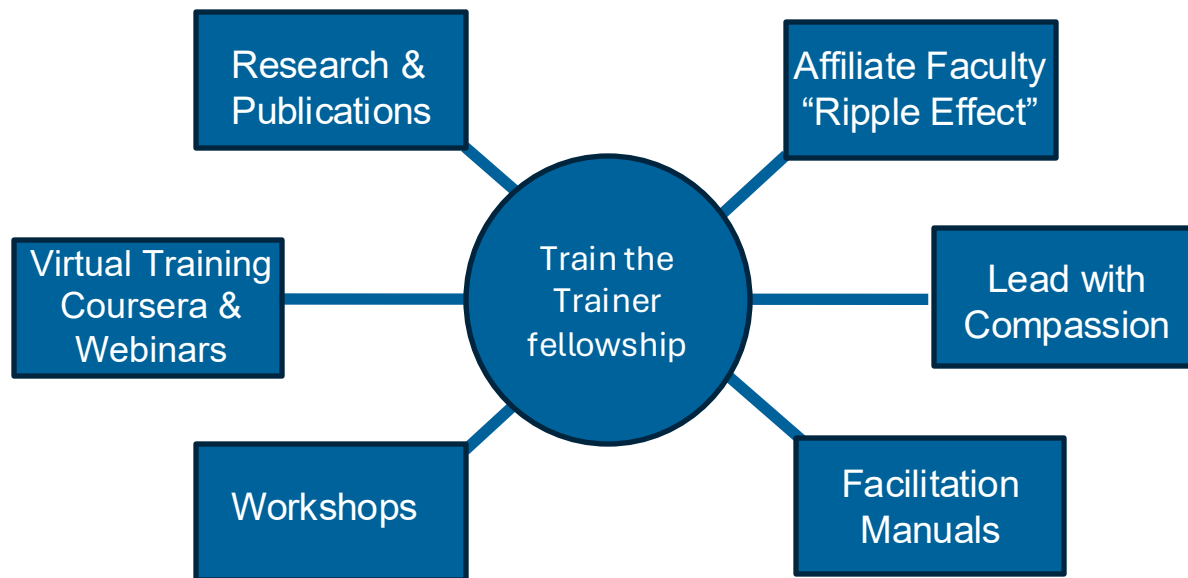 Research &
Publications
Affiliate Faculty
“Ripple Effect”
Virtual Training
Coursera &
Webinars
Train the
Trainer
fellowship
Lead with
Compassion
Workshops
Facilitation
Manuals